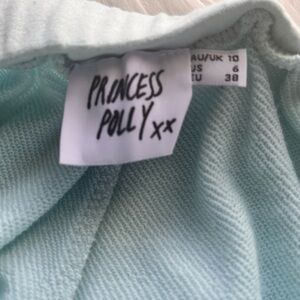 PRINCESS
POLLY xx
AU/UK 10
US 6
EU 38